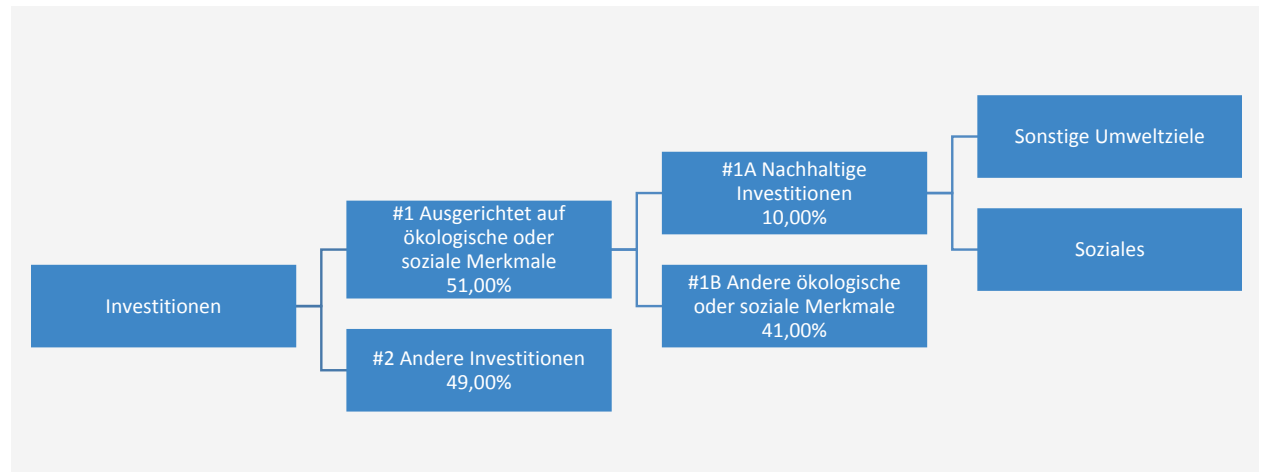 Investitionen
#1 Ausgerichtet auf
ökologische oder
soziale Merkmale
51,00%
#2 Andere Investitionen
49,00%
#1A Nachhaltige
Investitionen
10,00%
#1B Andere ökologische
oder soziale Merkmale
41,00%
Sonstige Umweltziele
Soziales